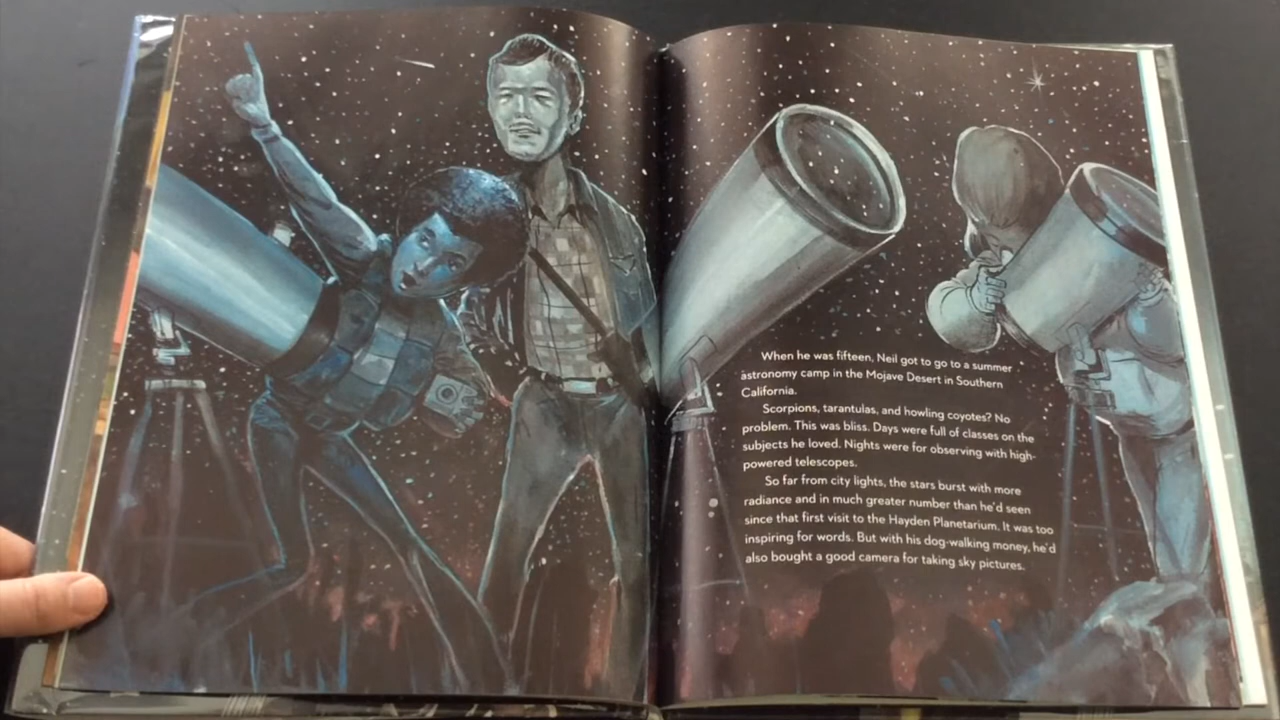 When he was fifteen, Neil got to go to a summer
astronomy camp in the Mojave Desert in Southern
California.
Scorpions, tarantulas, and howling coyotes? No
problem. This was bliss. Days were full of classes on the
subjects he loved. Nights were for observing with high-
powered telescopes.
So far from city lights, the stars burst with more
radiance and in much greater number than he'd seen
since that first visit to the Hayden Planetarium. It was too
inspiring for words. But with his dog-walking money, he'd
also bought a good camera for taking sky pictures.